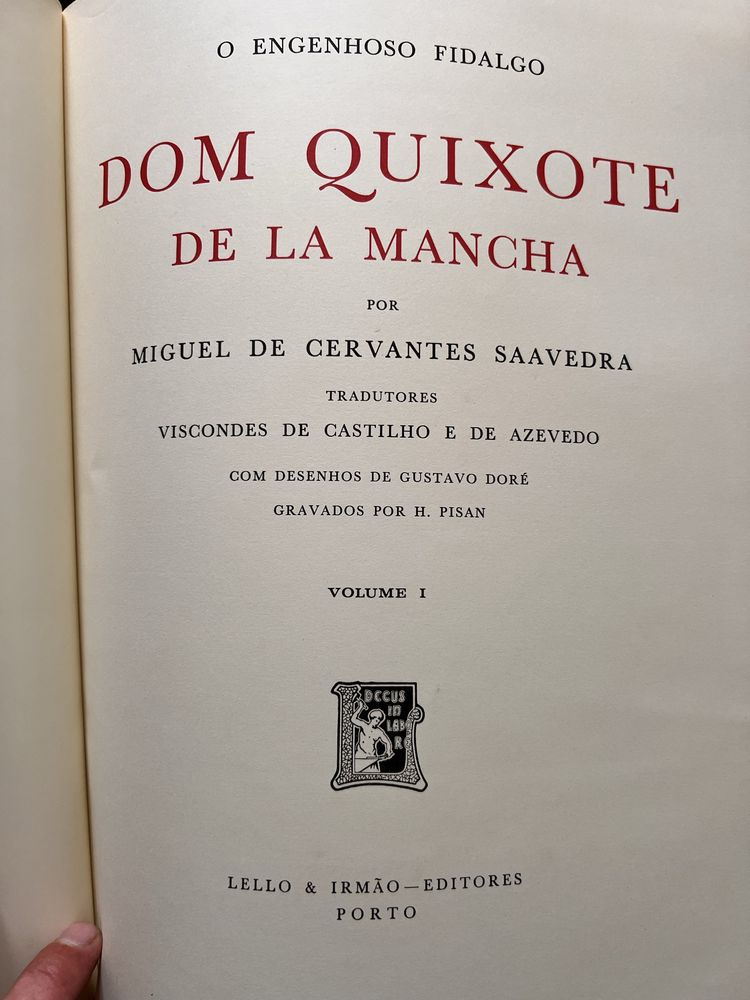 O ENGENHOSO FIDALGO
DOM QUIXOTE
DE LA MANCHA
POR
MIGUEL DE CERVANTES SAAVEDRA
TRADUTORES
VISCONDES DE CASTILHO E DE AZEVEDO
COM DESENHOS DE GUSTAVO DORÉ
GRAVADOS POR H. PISAN
VOLUME I
DECUS
IN
LABO
R
LELLO & IRMÃO—EDITORES
PORTO